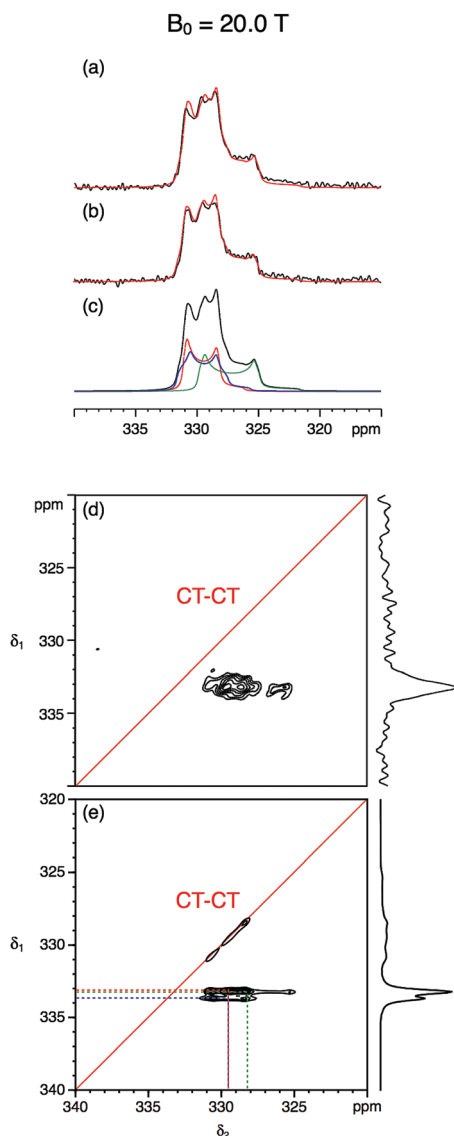 B₀ = 20.0 T
(a)
(b)
(c)
335 330 325 320 ppm
ppm (d)
325
CT-CT
330
δ₁
335
320 (e)
325
CT-CT
330
δ₁
335
340
340 335 330 325 ppm
δ₂